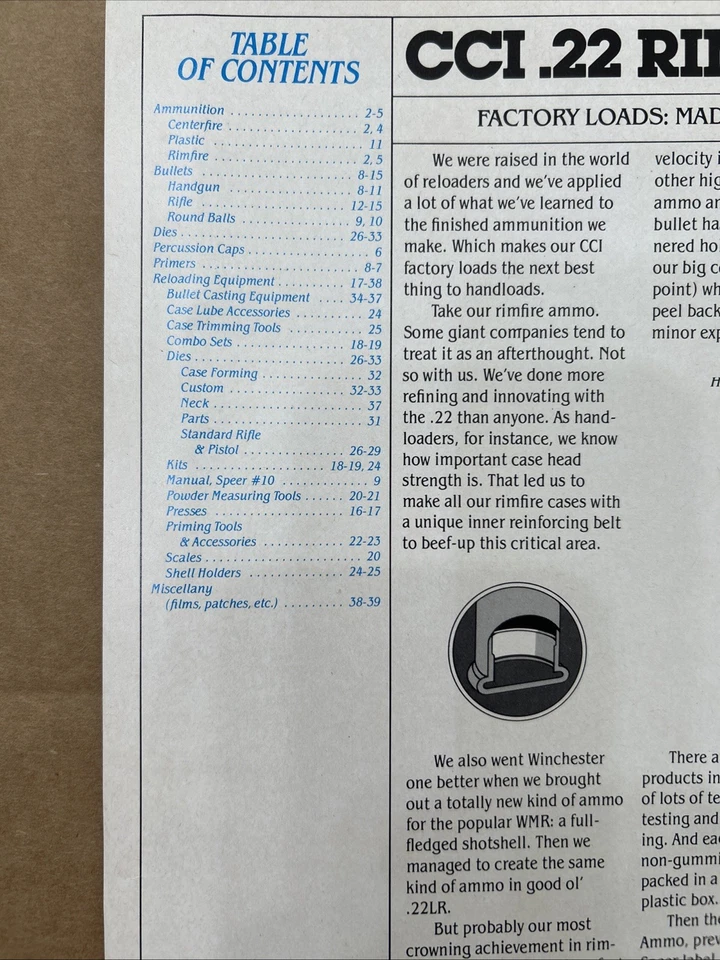 TABLE
OF CONTENTS
Ammunition .................. 2-5
Centerfire .................. 2, 4
Plastic .................. 11
Rimfire .................. 2, 5
Bullets .................. 8-15
Handgun .................. 8-11
Rifle .................. 12-15
Round Balls .................. 9, 10
Dies .................. 26-33
Percussion Caps .................. 6
Primers .................. 8-7
Reloading Equipment .......... 17-38
Bullet Casting Equipment ..... 34-37
Case Lube Accessories .......... 24
Case Trimming Tools .......... 25
Combo Sets .................. 18-19
Dies .................. 26-33
Case Forming .................. 32
Custom .................. 32-33
Neck .................. 37
Parts .................. 31
Standard Rifle
& Pistol .................. 26-29
Kits .................. 18-19, 24
Manual, Speer #10 .......... 9
Powder Measuring Tools ...... 20-21
Presses .................. 16-17
Priming Tools
& Accessories .......... 22-23
Scales .................. 20
Shell Holders .......... 24-25
Miscellany
(films, patches, etc.) ......... 38-39
CCI .22
FACTORY LOADS:
We were raised in the world
of reloaders and we've applied
a lot of what we've learned to
the finished ammunition we
make. Which makes our CCI
factory loads the next best
thing to handloads.
Take our rimfire ammo.
Some giant companies tend to
treat it as an afterthought. Not
so with us. We've done more
refining and innovating with
the .22 than anyone. As hand-
loaders, for instance, we know
how important case head
strength is. That led us to
make all our rimfire cases with
a unique inner reinforcing belt
to beef-up this critical area.
We also went Winchester
one better when we brought
out a totally new kind of ammo
for the popular WMR: a full-
fledged shotshell. Then we
managed to create the same
kind of ammo in good ol'
.22LR.
But probably our most
crowning achievement in rim-
velocity
other
ammo
bullet
nered
our big
point)
peel back
minor
There
products in
of lots of
testing and
ing. And
non-gummi
packed in a
plastic box.
Then
Ammo,